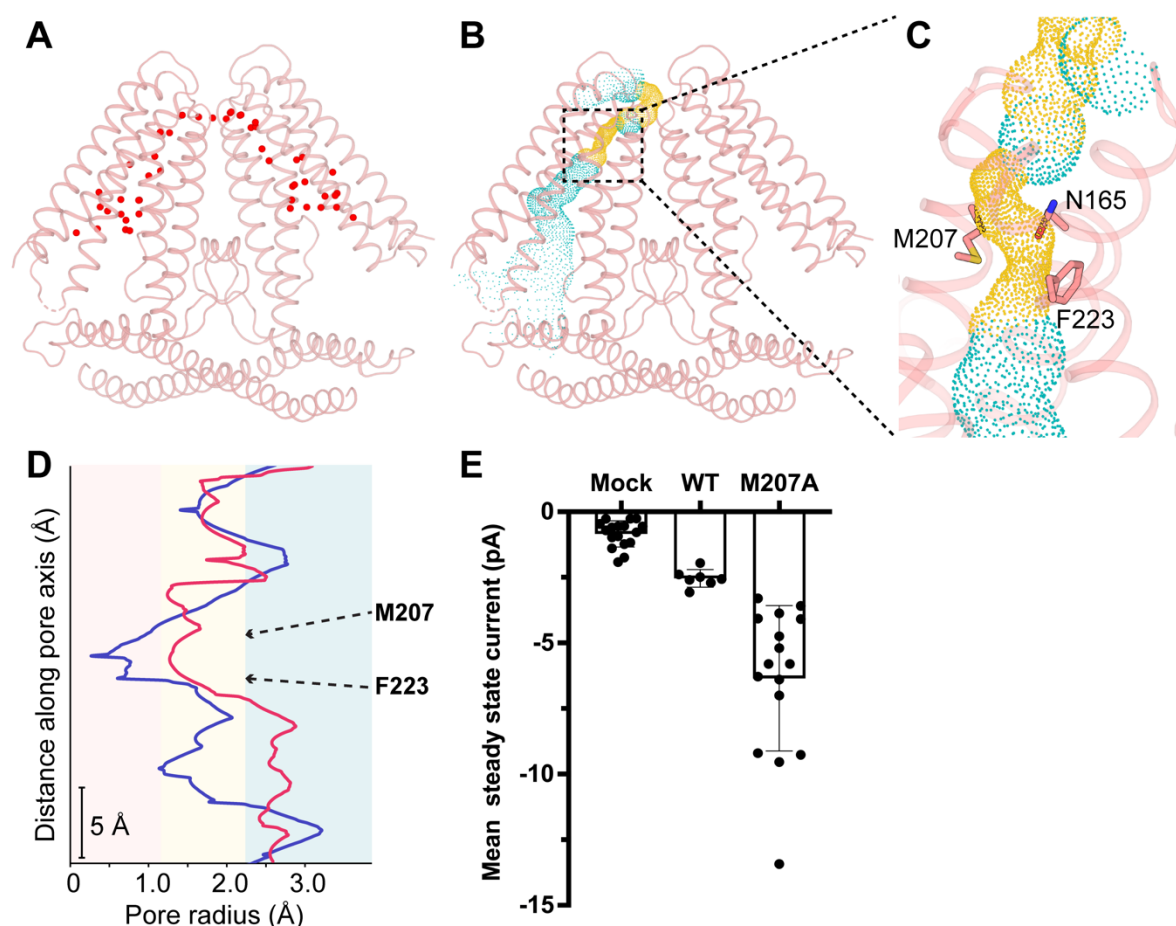 A
B
C
N165
M207
F223
D
Distance along pore axis (Å)
5 Å
M207
F223
0
1.0
2.0
3.0
Pore radius (Å)
E
Mock
WT
M207A
Mean steady state current (pA)
0
-5
-10
-15